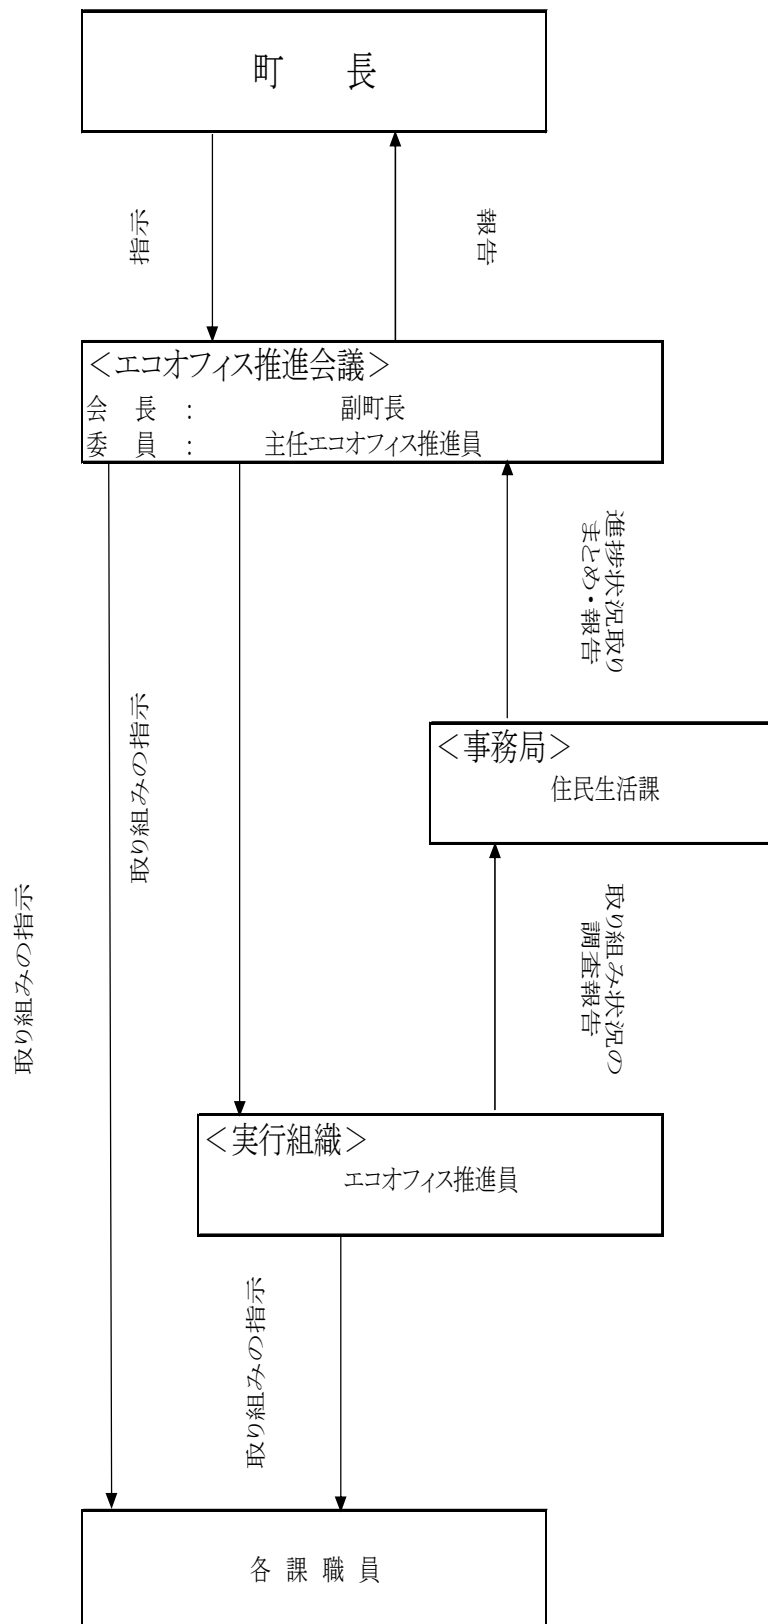 町　長
指示
報告
＜エコオフィス推進会議＞
会　長　：　副町長
委　員　：　主任エコオフィス推進員
進捗状況取り
まとめ・報告
取り組みの指示
取り組みの指示
＜事務局＞
住民生活課
取り組み状況の
調査報告
＜実行組織＞
エコオフィス推進員
取り組みの指示
各 課 職 員